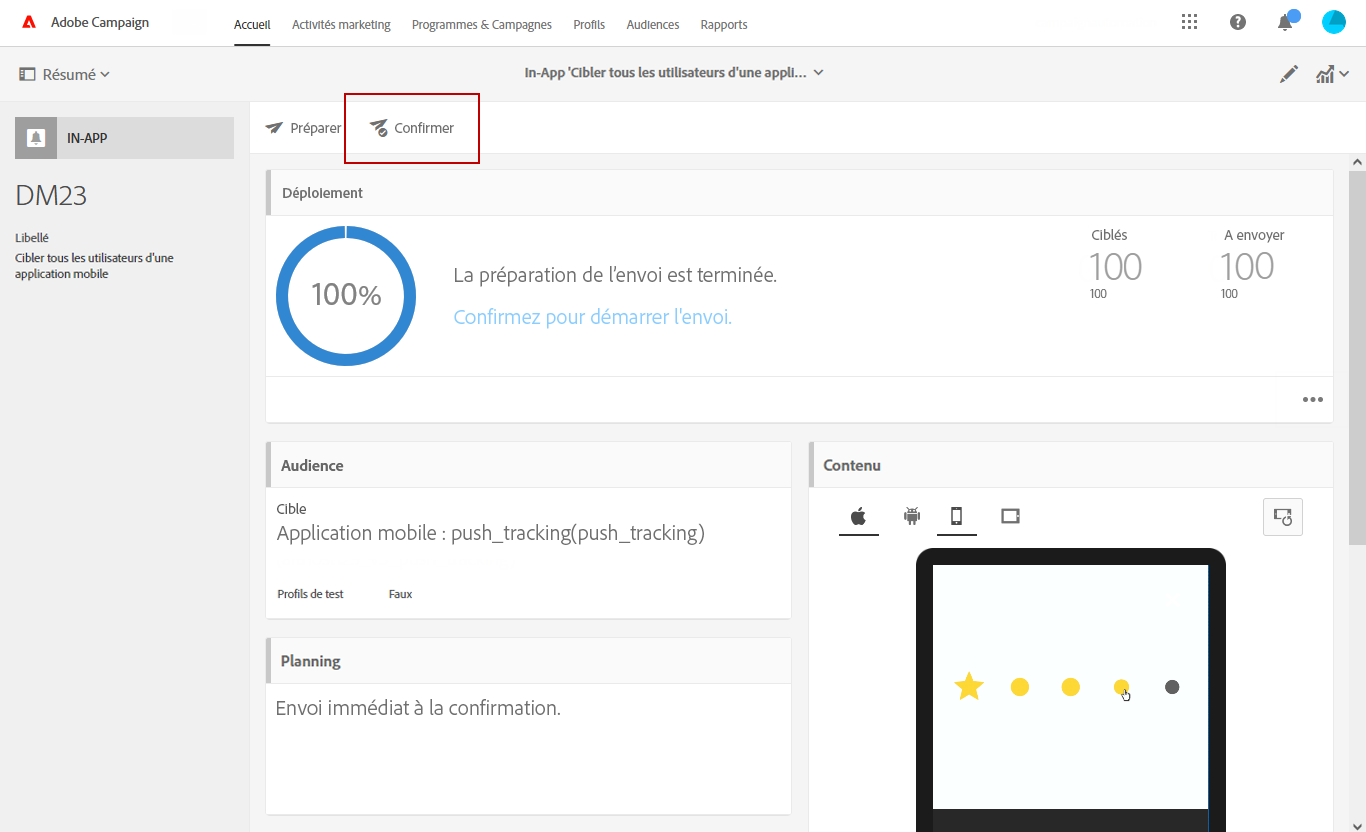 Adobe Campaign
Accueil
Activités marketing
Programmes & Campagnes
Profils
Audiences
Rapports
Résumé
In-App 'Cibler tous les utilisateurs d'une appli...
IN-APP
DM23
Libellé
Cibler tous les utilisateurs d'une
application mobile
Préparer
Confirmer
Déploiement
100%
La préparation de l'envoi est terminée.
Confirmez pour démarrer l'envoi.
Ciblés
100
100
A envoyer
100
100
Audience
Cible
Application mobile : push_tracking(push_tracking)
Profils de test
Faux
Planning
Envoi immédiat à la confirmation.
Contenu